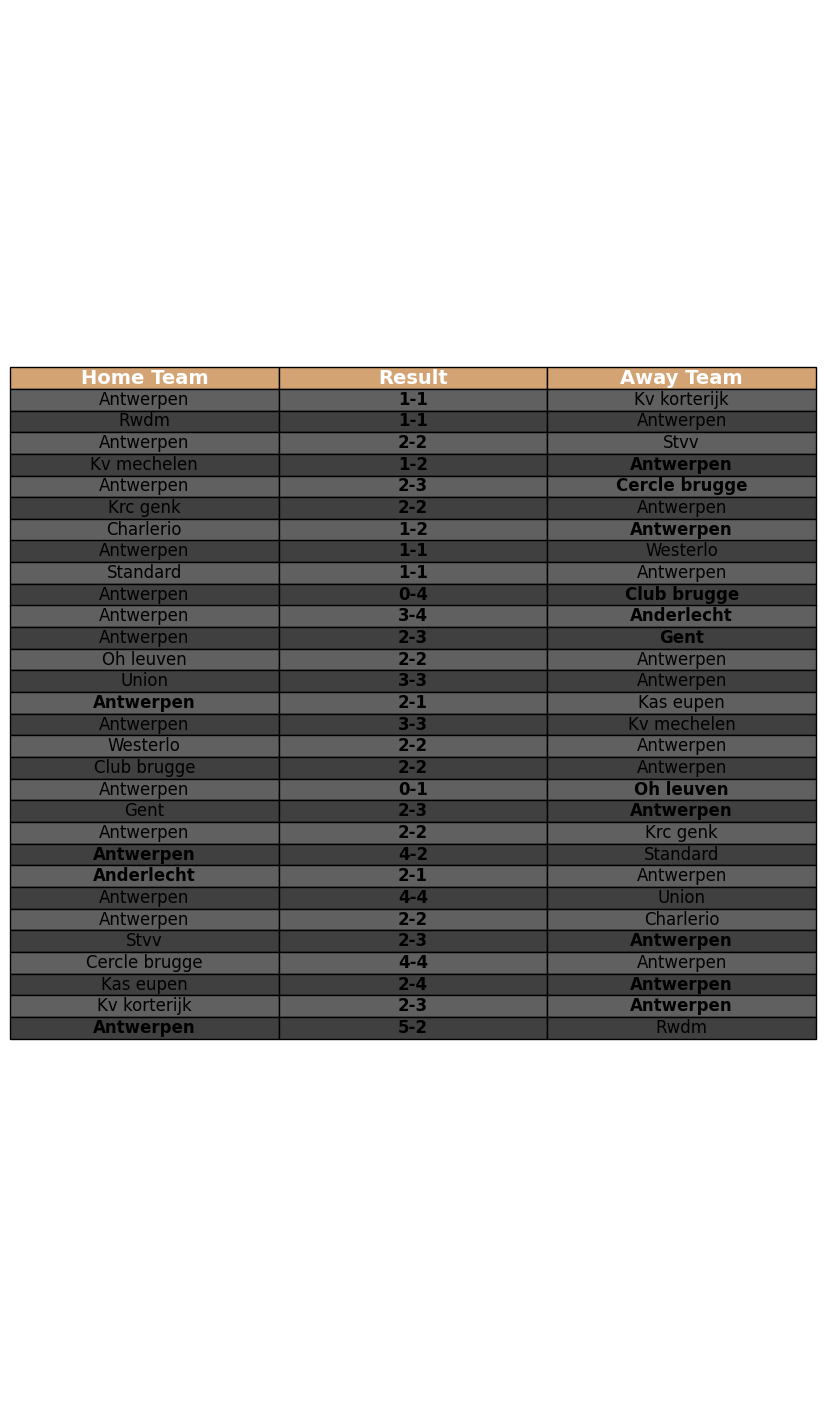 Home Team Result Away Team
Antwerpen 1-1 Kv korterijk
Rwdm 1-1 Antwerpen
Antwerpen 2-2 Stvv
Kv mechelen 1-2 Antwerpen
Antwerpen 2-3 Cercle brugge
Krc genk 2-2 Antwerpen
Charlerio 1-2 Antwerpen
Antwerpen 1-1 Westerlo
Standard 1-1 Antwerpen
Antwerpen 0-4 Club brugge
Antwerpen 3-4 Anderlecht
Antwerpen 2-3 Gent
Oh leuven 2-2 Antwerpen
Union 3-3 Antwerpen
Antwerpen 2-1 Kas eupen
Antwerpen 3-3 Kv mechelen
Westerlo 2-2 Antwerpen
Club brugge 2-2 Antwerpen
Antwerpen 0-1 Oh leuven
Gent 2-3 Antwerpen
Antwerpen 2-2 Krc genk
Antwerpen 4-2 Standard
Anderlecht 2-1 Antwerpen
Antwerpen 4-4 Union
Antwerpen 2-2 Charlerio
Stvv 2-3 Antwerpen
Cercle brugge 4-4 Antwerpen
Kas eupen 2-4 Antwerpen
Kv korterijk 2-3 Antwerpen
Antwerpen 5-2 Rwdm